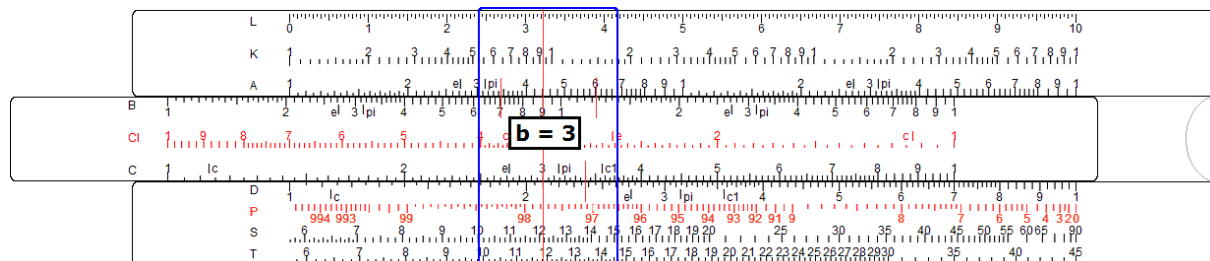 L 0 1 2 3 4 5 6 7 8 9 10
K 1 2 3 4 5 6 7 8 9 1 2 3 4 5 6 7 8 9 1 2 3 4 5 6 7 8 9 1
A 1 2 e 3 pi 4 5 6 7 8 9 1 2 e 3 pi 4 5 6 7 8 9 1
B 1 2 e 3 pi 4 5 6 7 8 9 1 2 e 3 pi 4 5 6 7 8 9 1
CI 1 9 8 7 6 5 4 c e 2 c 1
b = 3
C 1 c 2 e 3 pi c1 4 5 6 7 8 9 1
D 1 c 2 e 3 pi c1 4 5 6 7 8 9 1
P 994 993 99 98 97 96 95 94 93 92 91 9 8 7 6 5 4 3 2 0
S 6 7 8 9 10 11 12 13 14 15 16 17 18 19 20 25 30 35 40 45 50 55 60 65 90
T 6 7 8 9 10 11 12 13 14 15 16 17 18 19 20 21 22 23 24 25 26 27 28 29 30 35 40 45